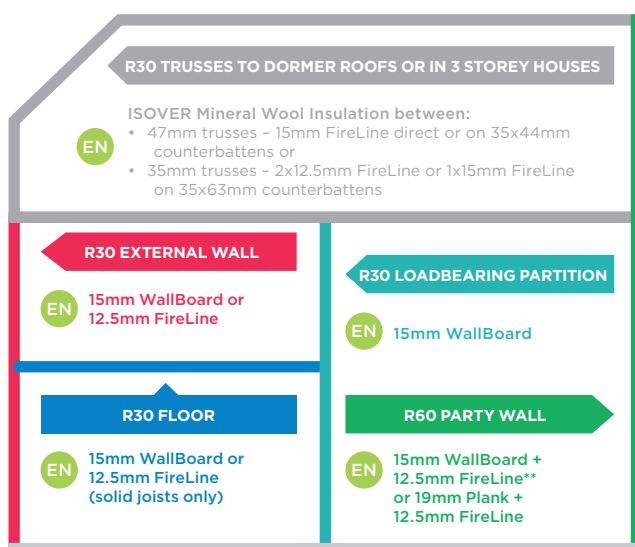 R30 TRUSSES TO DORMER ROOFS OR IN 3 STOREY HOUSES
EN
ISOVER Mineral Wool Insulation between:
• 47mm trusses – 15mm FireLine direct or on 35x44mm
counterbattens or
• 35mm trusses – 2x12.5mm FireLine or 1x15mm FireLine
on 35x63mm counterbattens
R30 EXTERNAL WALL
EN
15mm WallBoard or
12.5mm FireLine
R30 LOADBEARING PARTITION
EN
15mm WallBoard
R30 FLOOR
EN
15mm WallBoard or
12.5mm FireLine
(solid joists only)
R60 PARTY WALL
EN
15mm WallBoard +
12.5mm FireLine**
or 19mm Plank +
12.5mm FireLine